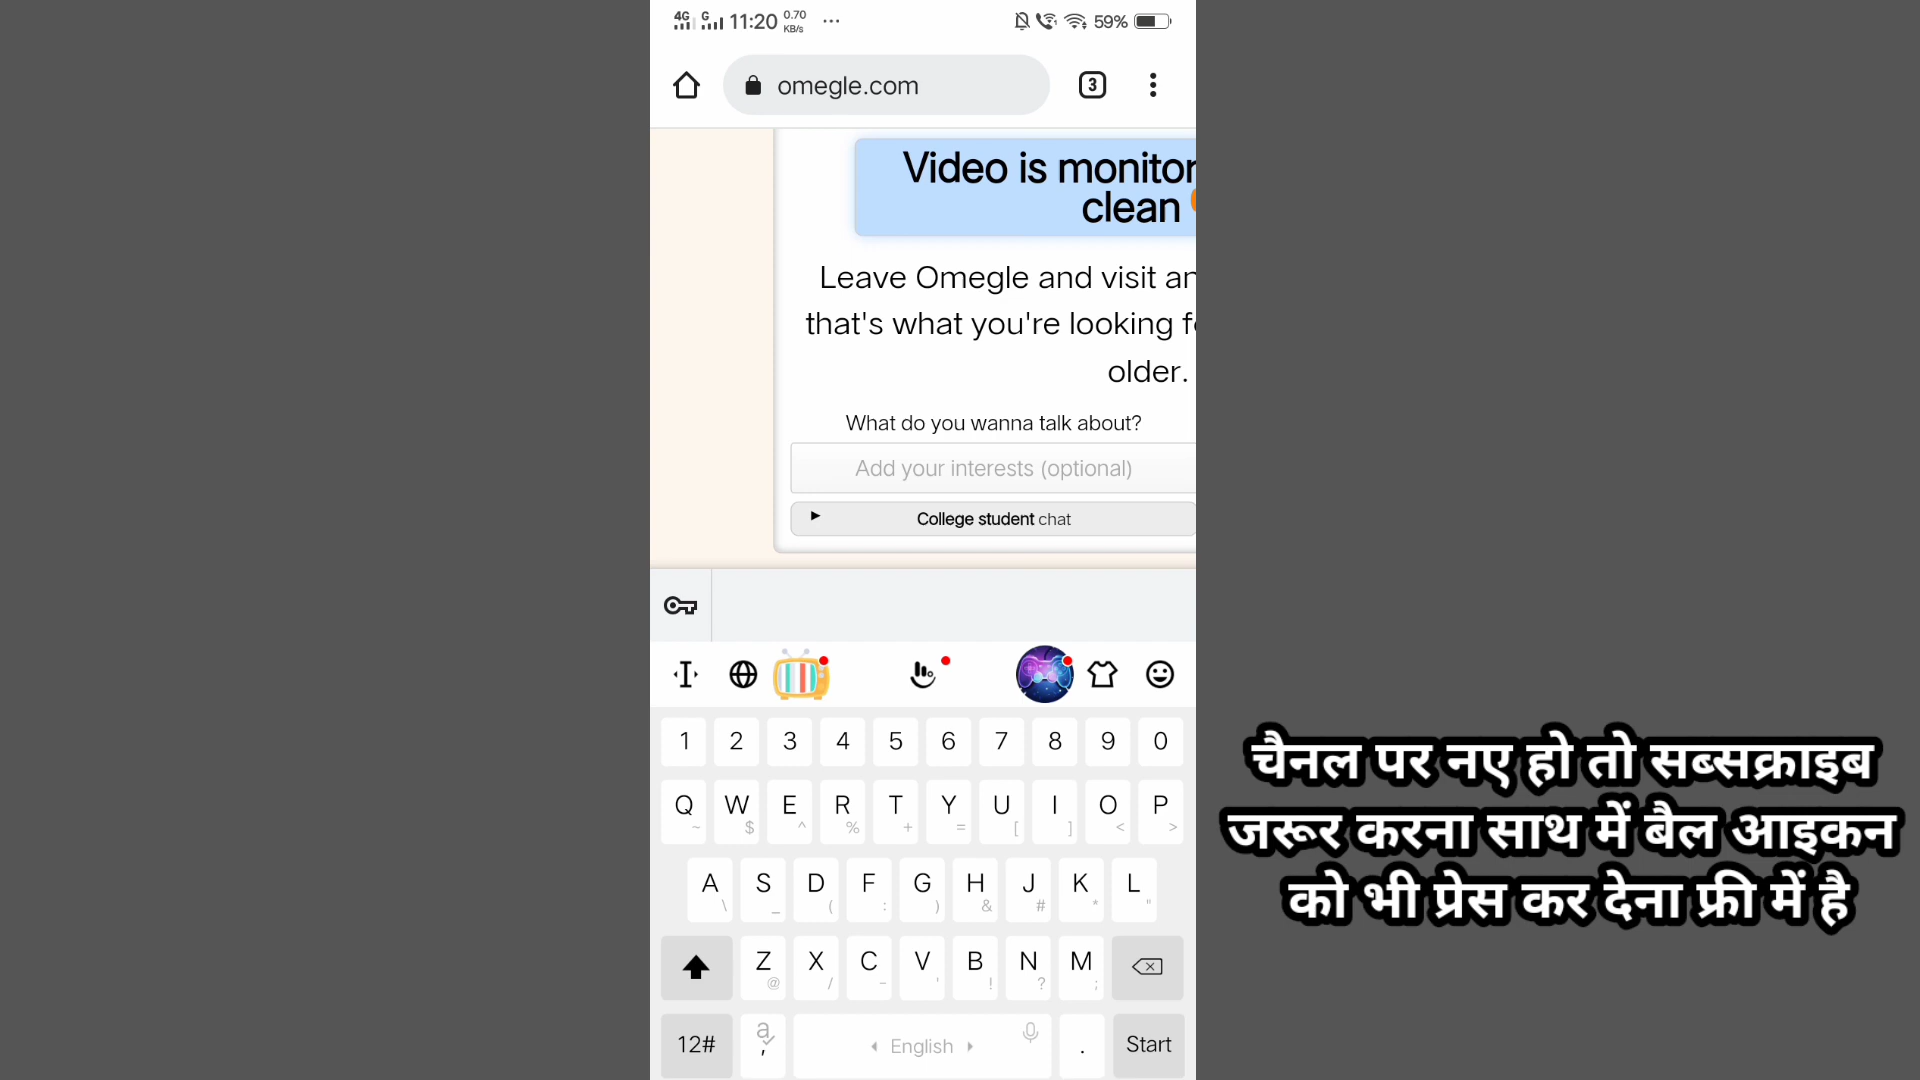 4G G 11:20 0.70 KB/s ... 59%
omegle.com 3
Video is monitor
clean
Leave Omegle and visit an
that's what you're looking f
older.
What do you wanna talk about?
Add your interests (optional)
College student chat
1 2 3 4 5 6 7 8 9 0
Q W E R T Y U I O P
~ $ ^ % + = [ ] < >
A S D F G H J K L
\ _ ( : ) & # * "
Z X C V B N M
@ / - ' ! ? ;
12# a , English . Start
चैनल पर नए हो तो सब्सक्राइब
जरूर करना साथ में बैल आइकन
को भी प्रेस कर देना फ्री में है